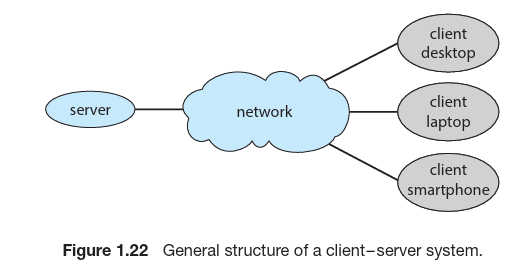 server
network
client
desktop
client
laptop
client
smartphone
Figure 1.22 General structure of a client–server system.